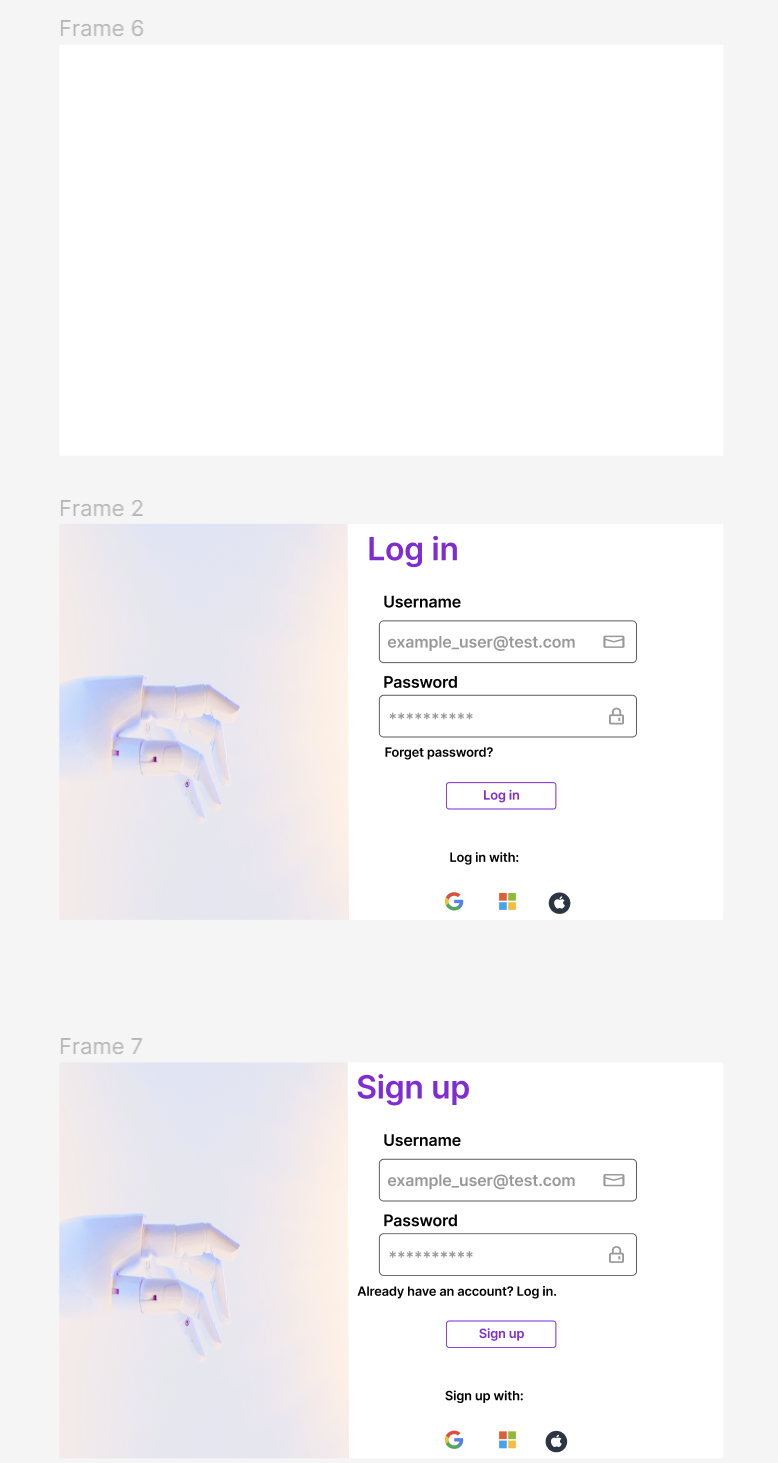 Frame 6
Frame 2
Log in
Username
example_user@test.com
Password
**********
Forget password?
Log in
Log in with:
Frame 7
Sign up
Username
example_user@test.com
Password
**********
Already have an account? Log in.
Sign up
Sign up with: